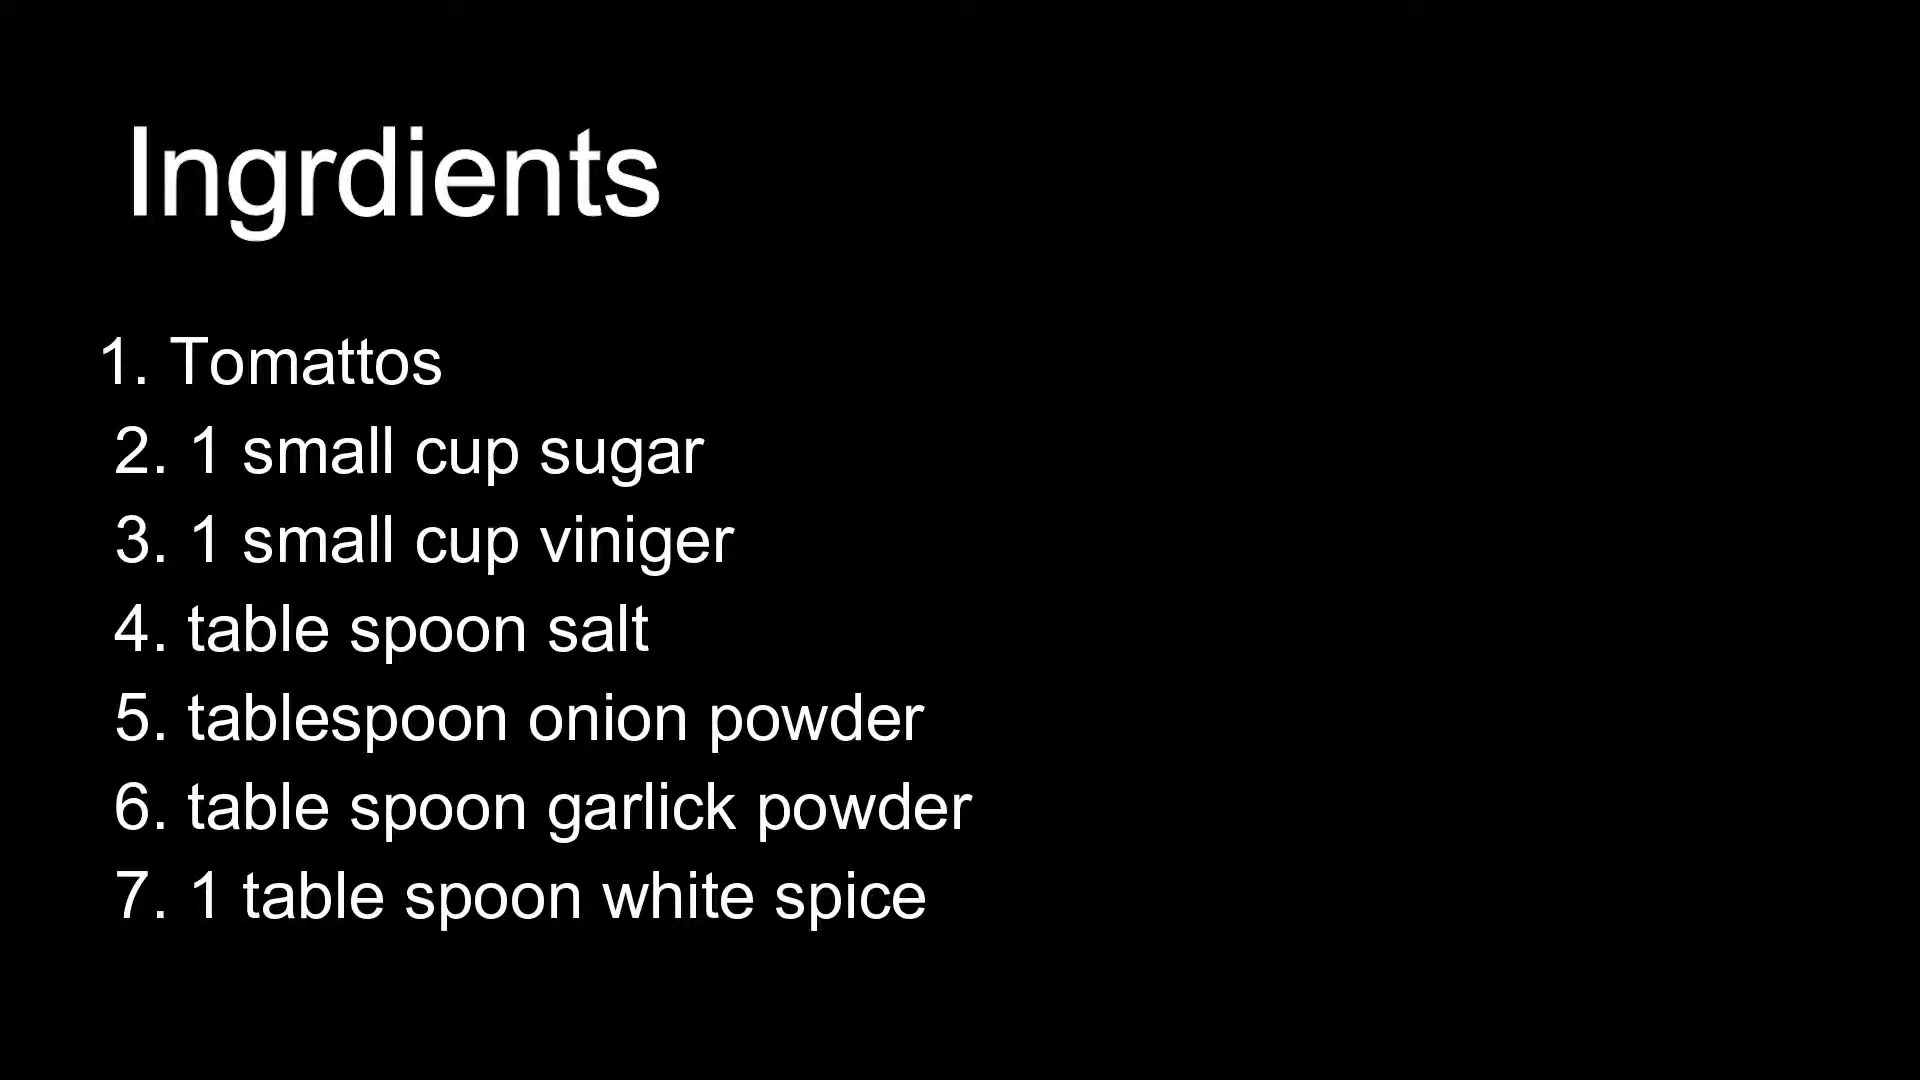 Ingrdients
1. Tomattos
2. 1 small cup sugar
3. 1 small cup viniger
4. table spoon salt
5. tablespoon onion powder
6. table spoon garlick powder
7. 1 table spoon white spice